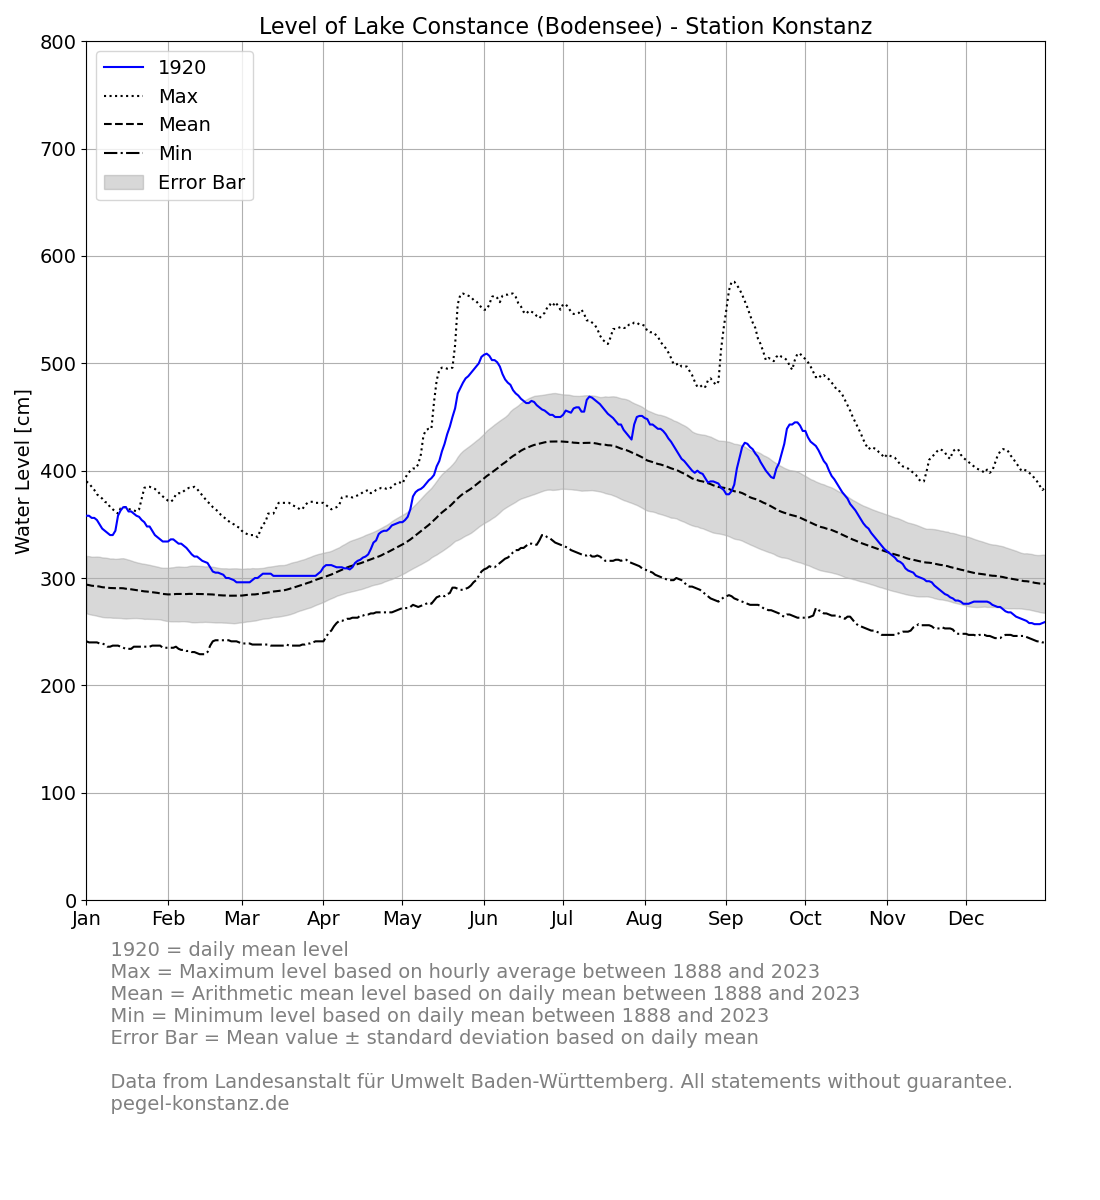 Level of Lake Constance (Bodensee) - Station Konstanz
800
700
600
500
400
300
200
100
0
Water Level [cm]
1920
Max
Mean
Min
Error Bar
Jan Feb Mar Apr May Jun Jul Aug Sep Oct Nov Dec
1920 = daily mean level
Max = Maximum level based on hourly average between 1888 and 2023
Mean = Arithmetic mean level based on daily mean between 1888 and 2023
Min = Minimum level based on daily mean between 1888 and 2023
Error Bar = Mean value ± standard deviation based on daily mean
Data from Landesanstalt für Umwelt Baden-Württemberg. All statements without guarantee.
pegel-konstanz.de